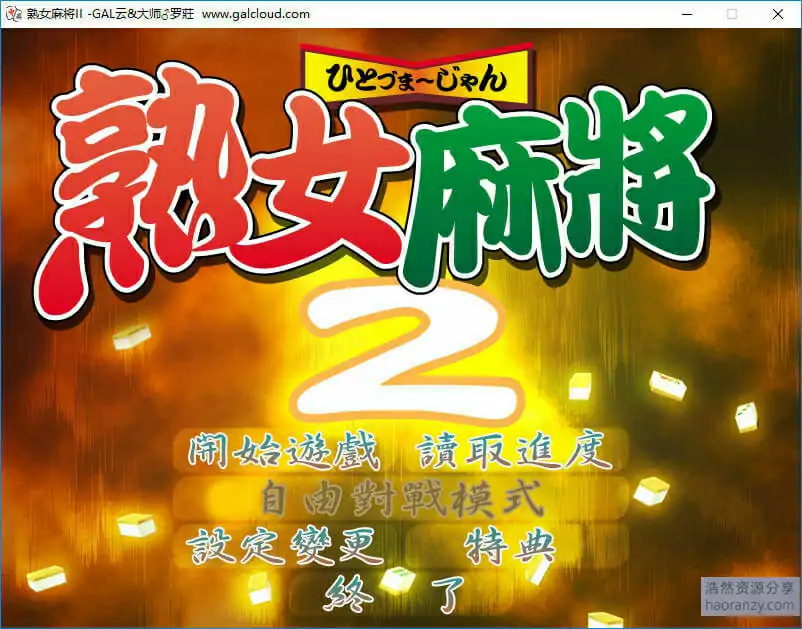 熟女麻将II -GAL云&大师♂罗莊 www.galcloud.com
ひとづま～じゃん
熟女麻將
2
開始遊戲 讀取進度
自由對戰模式
設定變更 特典
終了
浩然资源分享
haoranzy.com